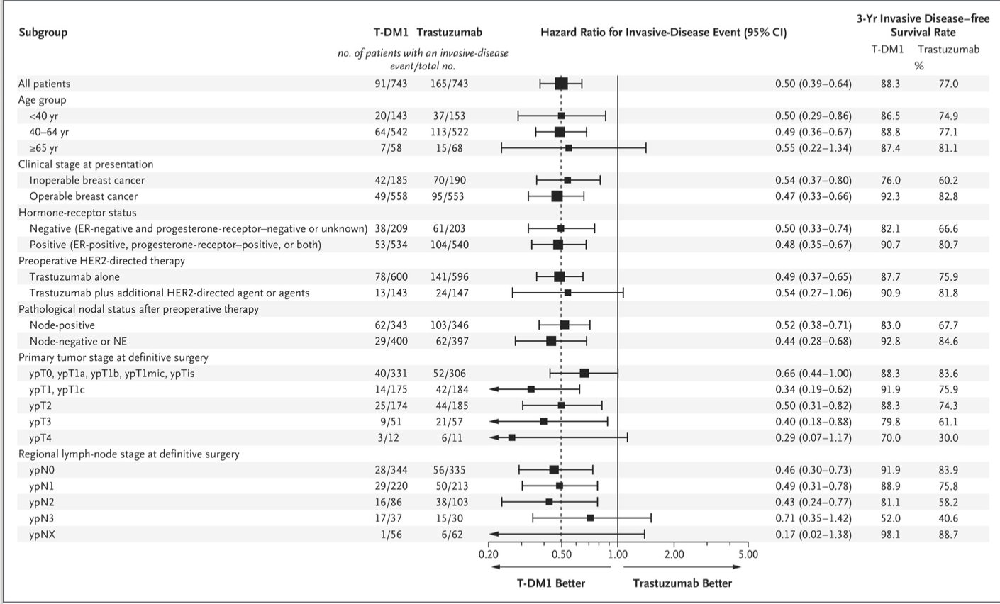 3-Yr Invasive Disease–free
Subgroup T-DM1 Trastuzumab Hazard Ratio for Invasive-Disease Event (95% CI) Survival Rate
no. of patients with an invasive-disease T-DM1 Trastuzumab
event/total no. %
All patients 91/743 165/743 0.50 (0.39–0.64) 88.3 77.0
Age group
<40 yr 20/143 37/153 0.50 (0.29–0.86) 86.5 74.9
40–64 yr 64/542 113/522 0.49 (0.36–0.67) 88.8 77.1
≥65 yr 7/58 15/68 0.55 (0.22–1.34) 87.4 81.1
Clinical stage at presentation
Inoperable breast cancer 42/185 70/190 0.54 (0.37–0.80) 76.0 60.2
Operable breast cancer 49/558 95/553 0.47 (0.33–0.66) 92.3 82.8
Hormone-receptor status
Negative (ER-negative and progesterone-receptor–negative or unknown) 38/209 61/203 0.50 (0.33–0.74) 82.1 66.6
Positive (ER-positive, progesterone-receptor–positive, or both) 53/534 104/540 0.48 (0.35–0.67) 90.7 80.7
Preoperative HER2-directed therapy
Trastuzumab alone 78/600 141/596 0.49 (0.37–0.65) 87.7 75.9
Trastuzumab plus additional HER2-directed agent or agents 13/143 24/147 0.54 (0.27–1.06) 90.9 81.8
Pathological nodal status after preoperative therapy
Node-positive 62/343 103/346 0.52 (0.38–0.71) 83.0 67.7
Node-negative or NE 29/400 62/397 0.44 (0.28–0.68) 92.8 84.6
Primary tumor stage at definitive surgery
ypT0, ypT1a, ypT1b, ypT1mic, ypTis 40/331 52/306 0.66 (0.44–1.00) 88.3 83.6
ypT1, ypT1c 14/175 42/184 0.34 (0.19–0.62) 91.9 75.9
ypT2 25/174 44/185 0.50 (0.31–0.82) 88.3 74.3
ypT3 9/51 21/57 0.40 (0.18–0.88) 79.8 61.1
ypT4 3/12 6/11 0.29 (0.07–1.17) 70.0 30.0
Regional lymph-node stage at definitive surgery
ypN0 28/344 56/335 0.46 (0.30–0.73) 91.9 83.9
ypN1 29/220 50/213 0.49 (0.31–0.78) 88.9 75.8
ypN2 16/86 38/103 0.43 (0.24–0.77) 81.1 58.2
ypN3 17/37 15/30 0.71 (0.35–1.42) 52.0 40.6
ypNX 1/56 6/62 0.17 (0.02–1.38) 98.1 88.7
0.20 0.50 1.00 2.00 5.00
T-DM1 Better Trastuzumab Better